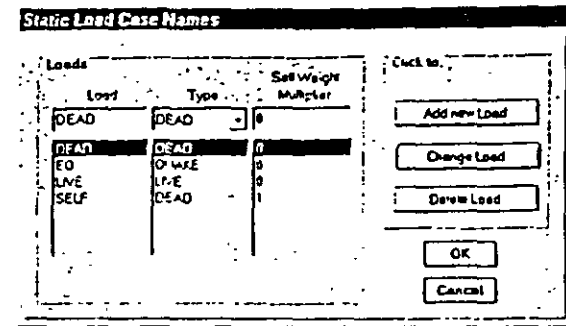 Static Load Case Names
Loads
Click to:
Self Weight
Load Type Multiplier
DEAD DEAD 0
Add new Load
DEAD DEAD 0
EQ QUAKE 0
Change Load
LIVE LIVE 0
SELF DEAD 1
Delete Load
OK
Cancel